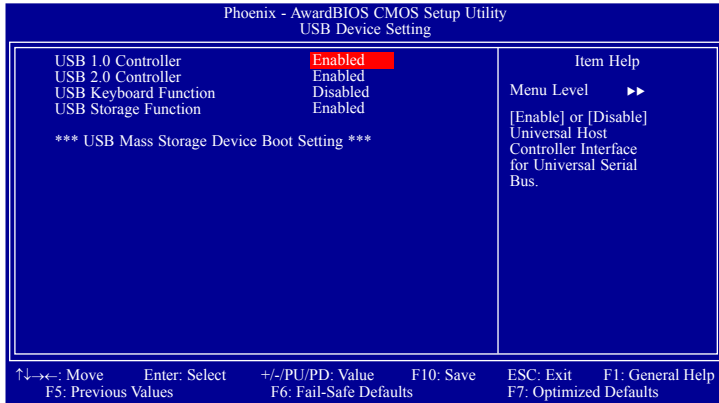 Phoenix - AwardBIOS CMOS Setup Utility
USB Device Setting
USB 1.0 Controller Enabled
USB 2.0 Controller Enabled
USB Keyboard Function Disabled
USB Storage Function Enabled
*** USB Mass Storage Device Boot Setting ***
Item Help
Menu Level ▶▶
[Enable] or [Disable]
Universal Host
Controller Interface
for Universal Serial
Bus.
↑↓→←: Move Enter: Select +/-/PU/PD: Value F10: Save ESC: Exit F1: General Help
F5: Previous Values F6: Fail-Safe Defaults F7: Optimized Defaults